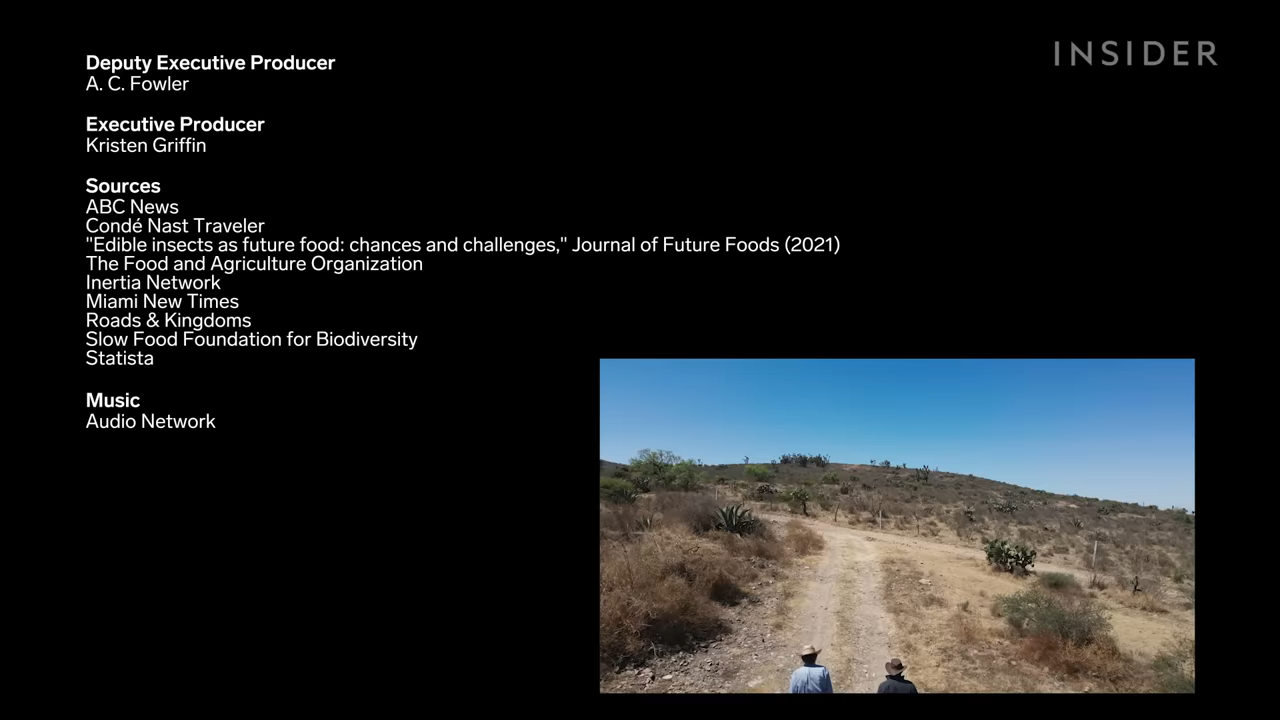 INSIDER
Deputy Executive Producer
A. C. Fowler
Executive Producer
Kristen Griffin
Sources
ABC News
Condé Nast Traveler
"Edible insects as future food: chances and challenges," Journal of Future Foods (2021)
The Food and Agriculture Organization
Inertia Network
Miami New Times
Roads & Kingdoms
Slow Food Foundation for Biodiversity
Statista
Music
Audio Network